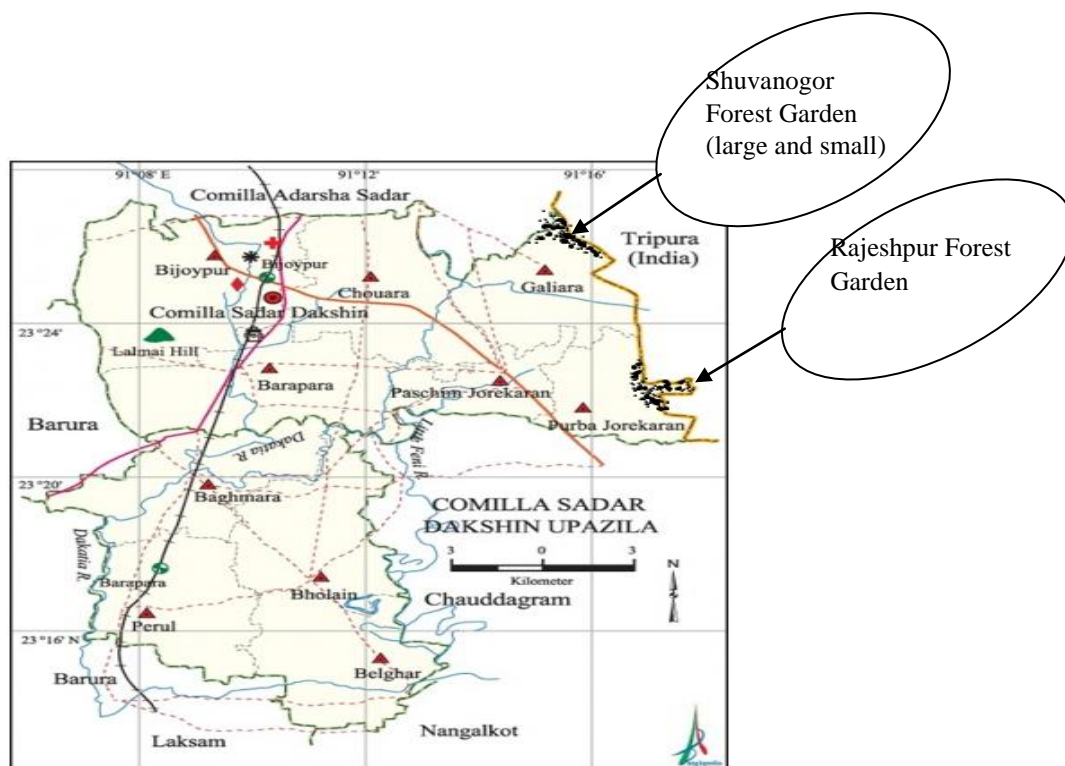 Shuvanogor
Forest Garden
(large and small)
Rajeshpur Forest
Garden
91°08' E
91°12'
91°16'
Comilla Adarsha Sadar
Tripura
(India)
Bijoypur
Bijoypur
Chouara
Galiara
Comilla Sadar Dakshin
23°24'
Lalmai Hill
Barapara
Paschim Jorekaran
Purba Jorekaran
Barura
Dakatia R.
Little Feni R.
23°20'
Baghmara
COMILLA SADAR
DAKSHIN UPAZILA
3 0 3
Kilometer
N
Dakatia R.
Barapara
Bholain
Chauddagram
Perul
23°16' N
Belghar
Barura
Nangalkot
Laksam